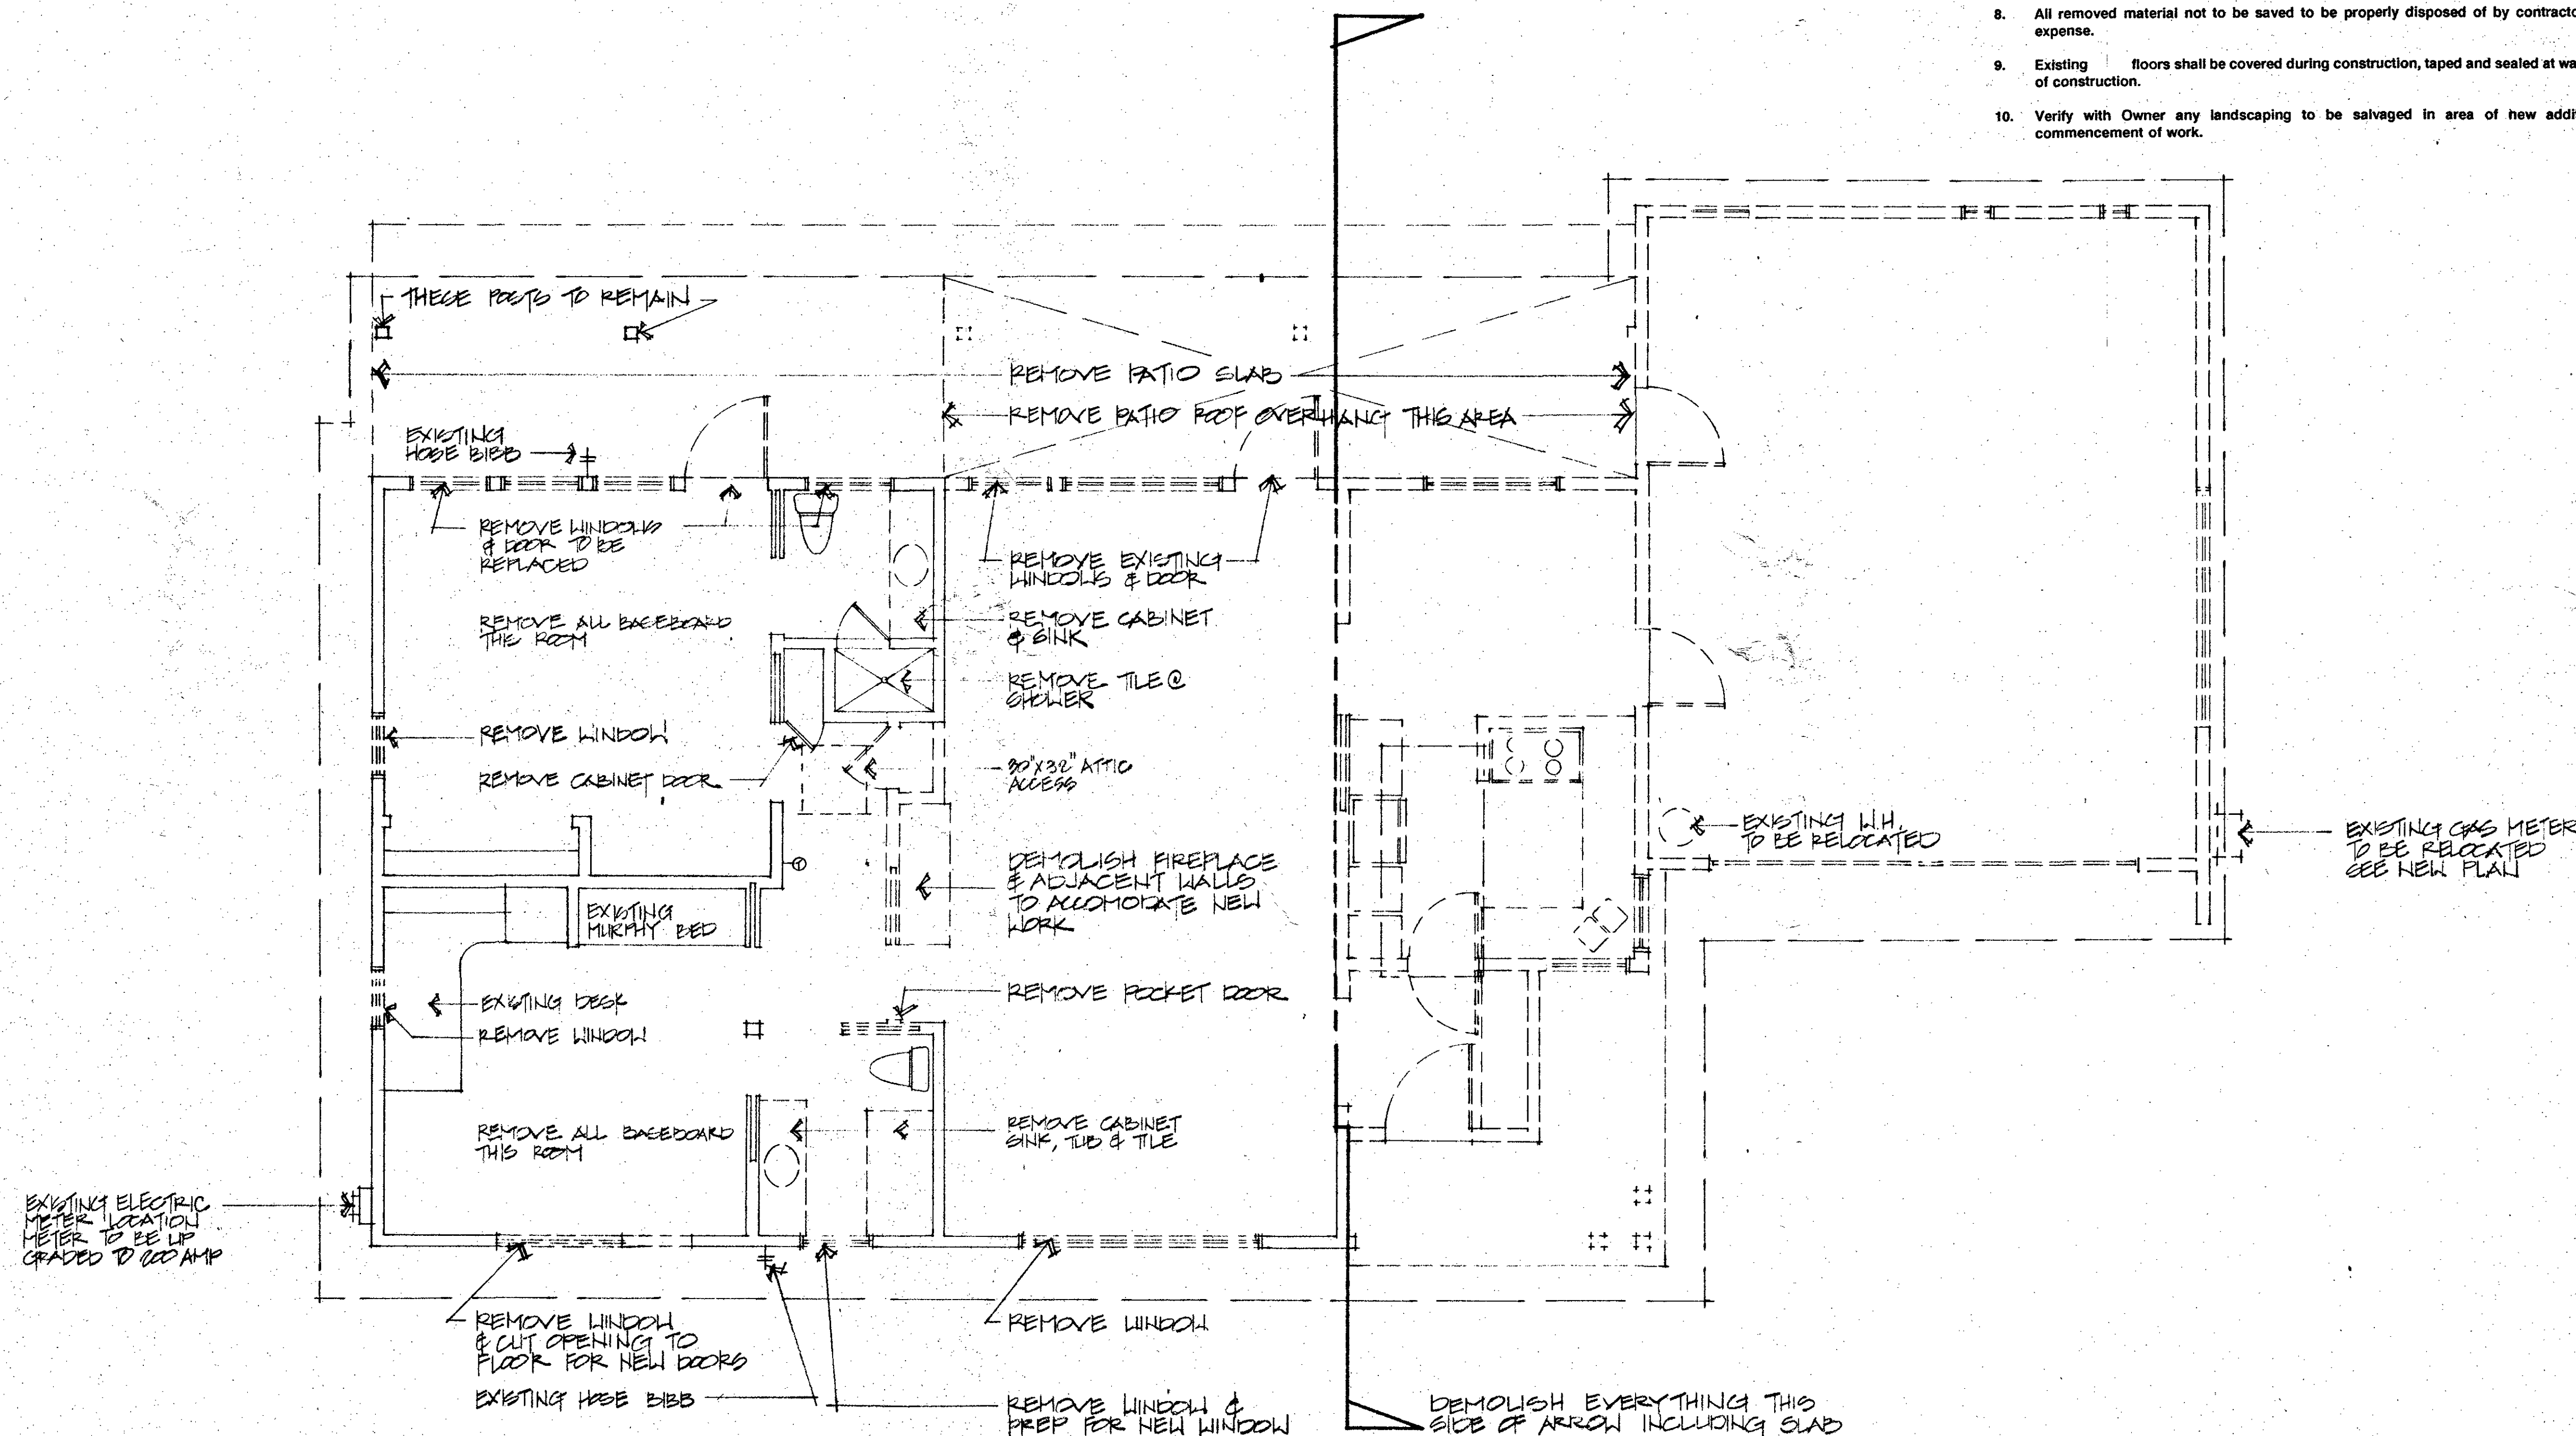 8. All removed material not to be saved to be properly disposed of by contracto
expense.
9. Existing floors shall be covered during construction, taped and sealed at wa
of construction.
10. Verify with Owner any landscaping to be salvaged in area of new addi
commencement of work.
THESE POSTS TO REMAIN
REMOVE PATIO SLAB
REMOVE PATIO ROOF OVERHANG THIS AREA
EXISTING
HOSE BIBB
REMOVE WINDOWS
& DOOR TO BE
REPLACED
REMOVE EXISTING
WINDOWS & DOOR
REMOVE ALL BASEBOARD
THIS ROOM
REMOVE CABINET
& SINK
REMOVE TILE @
SHOWER
REMOVE WINDOW
REMOVE CABINET DOOR
30"X32" ATTIC
ACCESS
EXISTING W.H.
TO BE RELOCATED
EXISTING GAS METER
TO BE RELOCATED
SEE NEW PLAN
DEMOLISH FIREPLACE
& ADJACENT WALLS
TO ACCOMODATE NEW
WORK
EXISTING
MURPHY BED
EXISTING DESK
REMOVE WINDOW
REMOVE POCKET DOOR
REMOVE ALL BASEBOARD
THIS ROOM
REMOVE CABINET
SINK, TUB & TILE
EXISTING ELECTRIC
METER LOCATION
METER TO BE UP
GRADED TO 200 AMP
REMOVE WINDOW
& CUT OPENING TO
FLOOR FOR NEW DOORS
REMOVE WINDOW
EXISTING HOSE BIBB
REMOVE WINDOW &
PREP FOR NEW WINDOW
DEMOLISH EVERYTHING THIS
SIDE OF ARROW INCLUDING SLAB